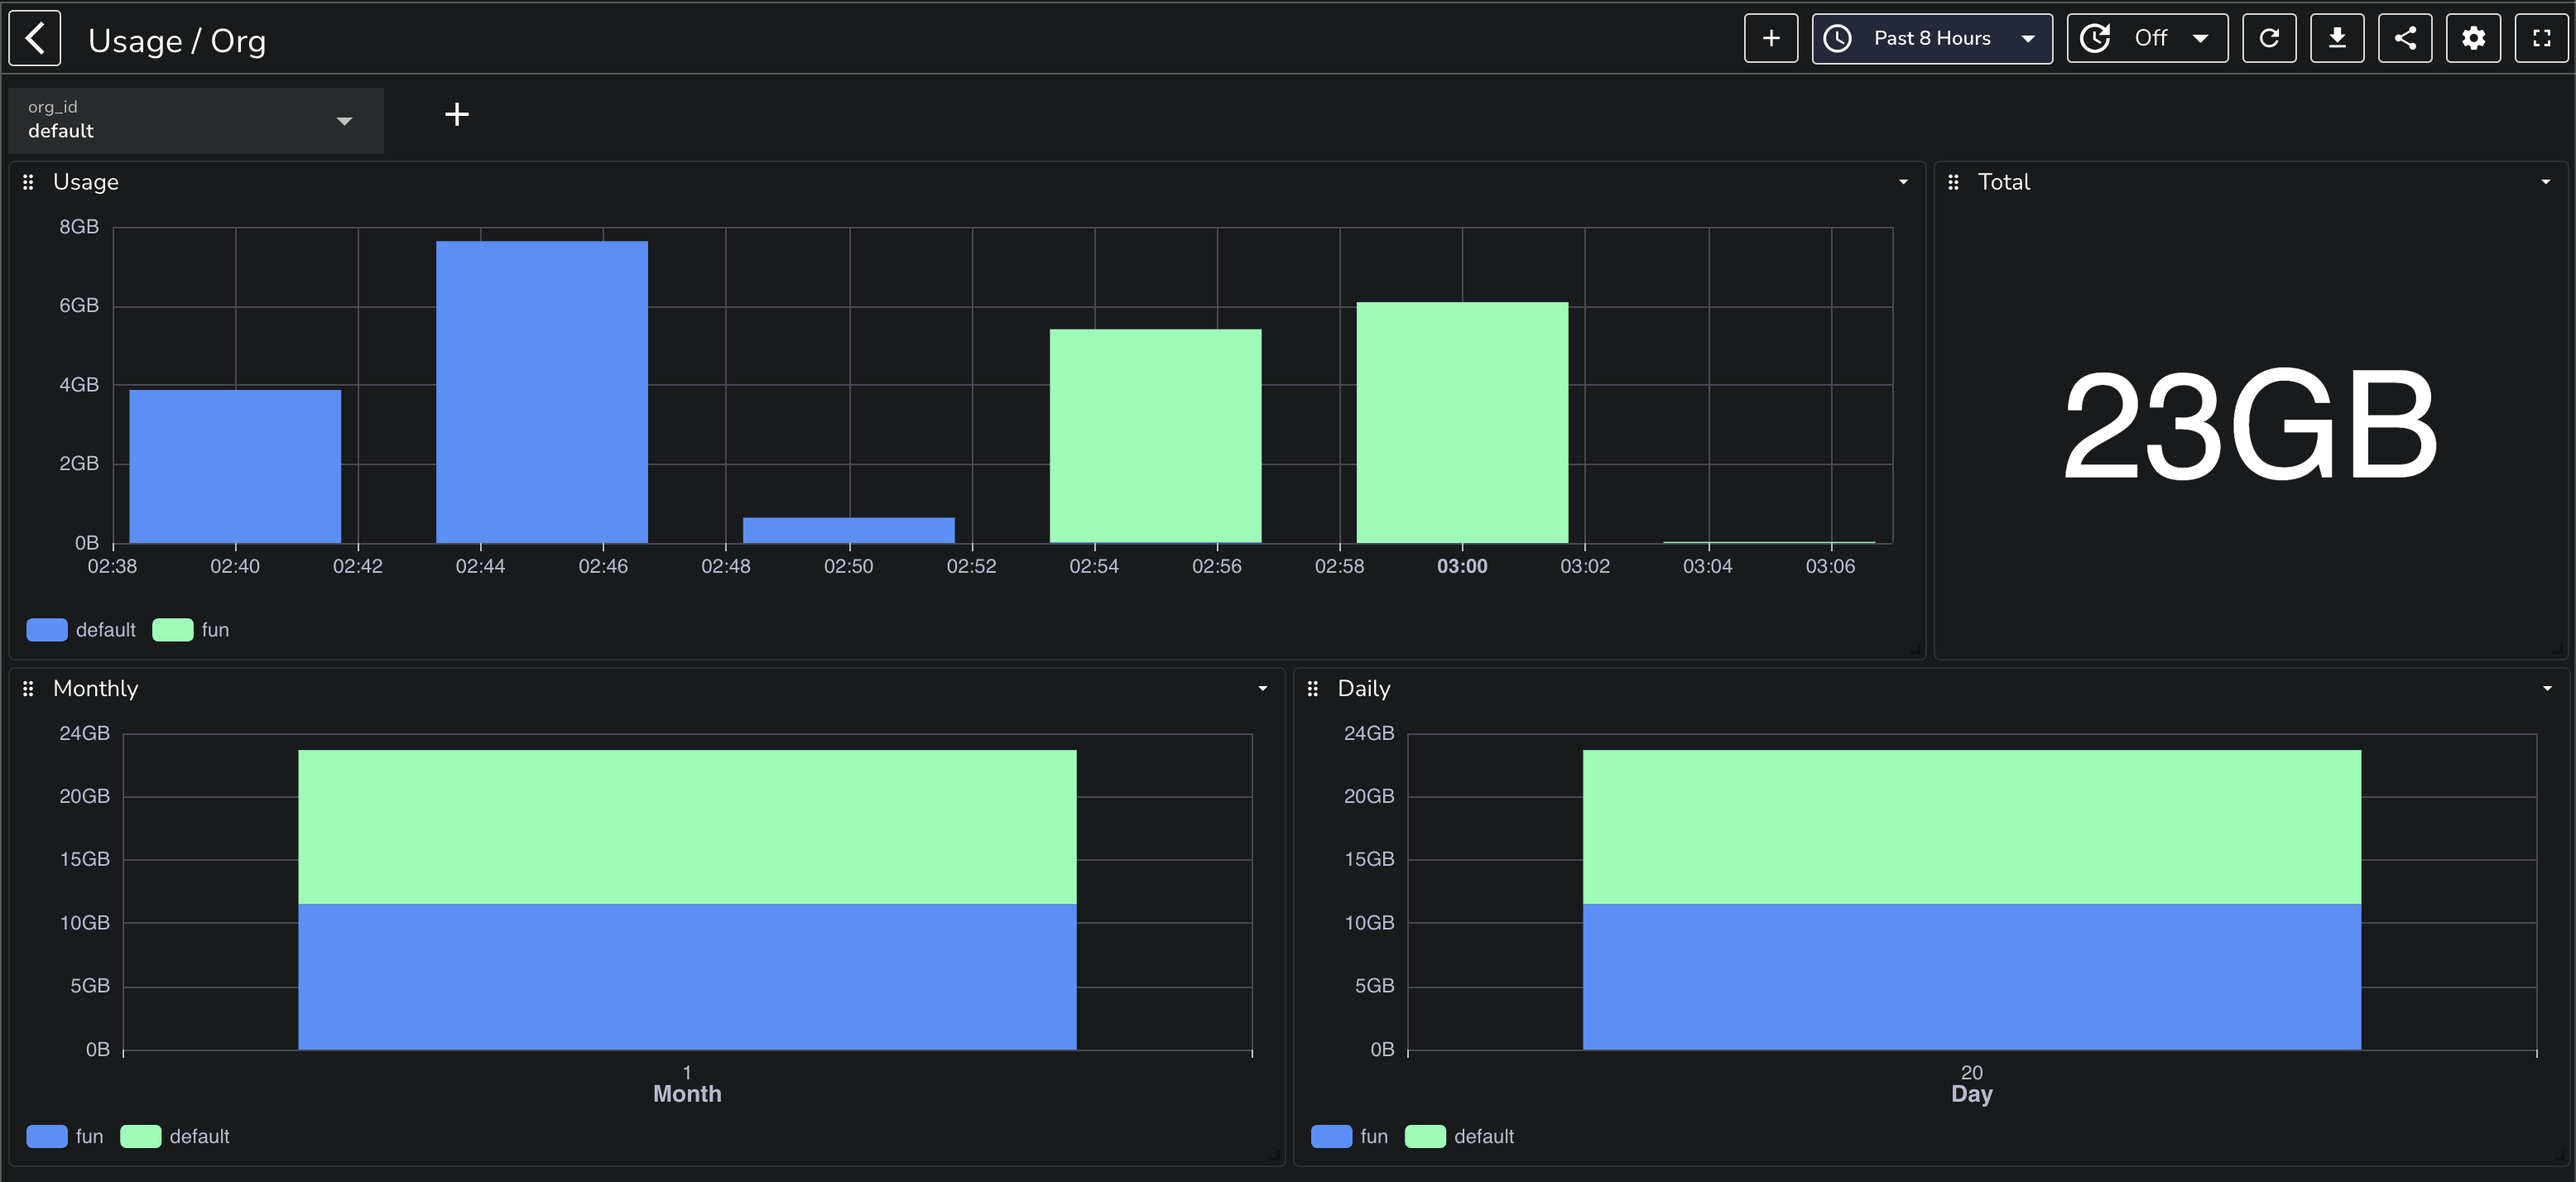 Usage / Org
Past 8 Hours
Off
org_id
default
Usage
8GB
6GB
4GB
2GB
0B
02:38 02:40 02:42 02:44 02:46 02:48 02:50 02:52 02:54 02:56 02:58 03:00 03:02 03:04 03:06
default fun
Total
23GB
Monthly
24GB
20GB
15GB
10GB
5GB
0B
1
Month
fun default
Daily
24GB
20GB
15GB
10GB
5GB
0B
20
Day
fun default